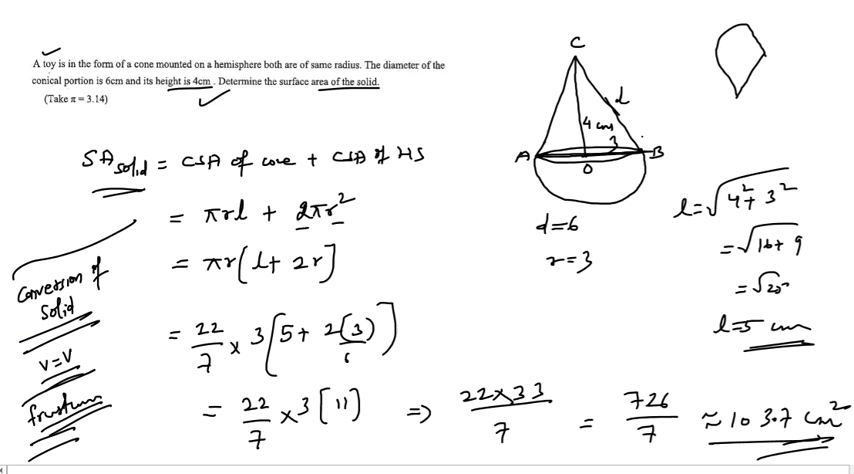 A toy is in the form of a cone mounted on a hemisphere both are of same radius. The diameter of the
conical portion is 6cm and its height is 4cm . Determine the surface area of the solid.
(Take π = 3.14)
C
l
4 cm
3
A
B
O
d=6
r=3
SA solid = CSA of cone + CSA of HS
= πrl + 2πr²
= πr(l+ 2r]
= 22/7 × 3[5+ 2(3)]
6
= 22/7 ×3[11] ⇒ 22×33/7 = 726/7 ≈ 103.7 cm²
l=√4²+ 3²
=√16+ 9
=√25
l=5 cm
Conversion of
Solid
V=V
frustum